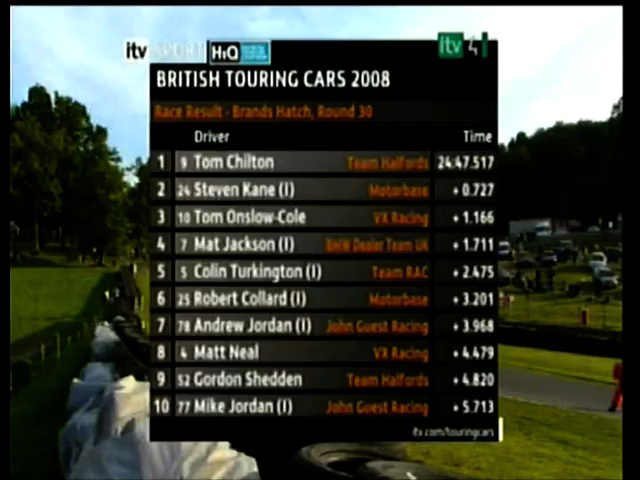 itv SPORT HiQ
itv 4
BRITISH TOURING CARS 2008
Race Result - Brands Hatch, Round 30
Driver Time
1 9 Tom Chilton Team Halfords 24:47.517
2 24 Steven Kane (I) Motorbase + 0.727
3 10 Tom Onslow-Cole VX Racing + 1.166
4 7 Mat Jackson (I) BMW Dealer Team UK + 1.711
5 5 Colin Turkington (I) Team RAC + 2.475
6 25 Robert Collard (I) Motorbase + 3.201
7 78 Andrew Jordan (I) John Guest Racing + 3.968
8 4 Matt Neal VX Racing + 4.479
9 52 Gordon Shedden Team Halfords + 4.820
10 77 Mike Jordan (I) John Guest Racing + 5.713
itv.com/touringcars